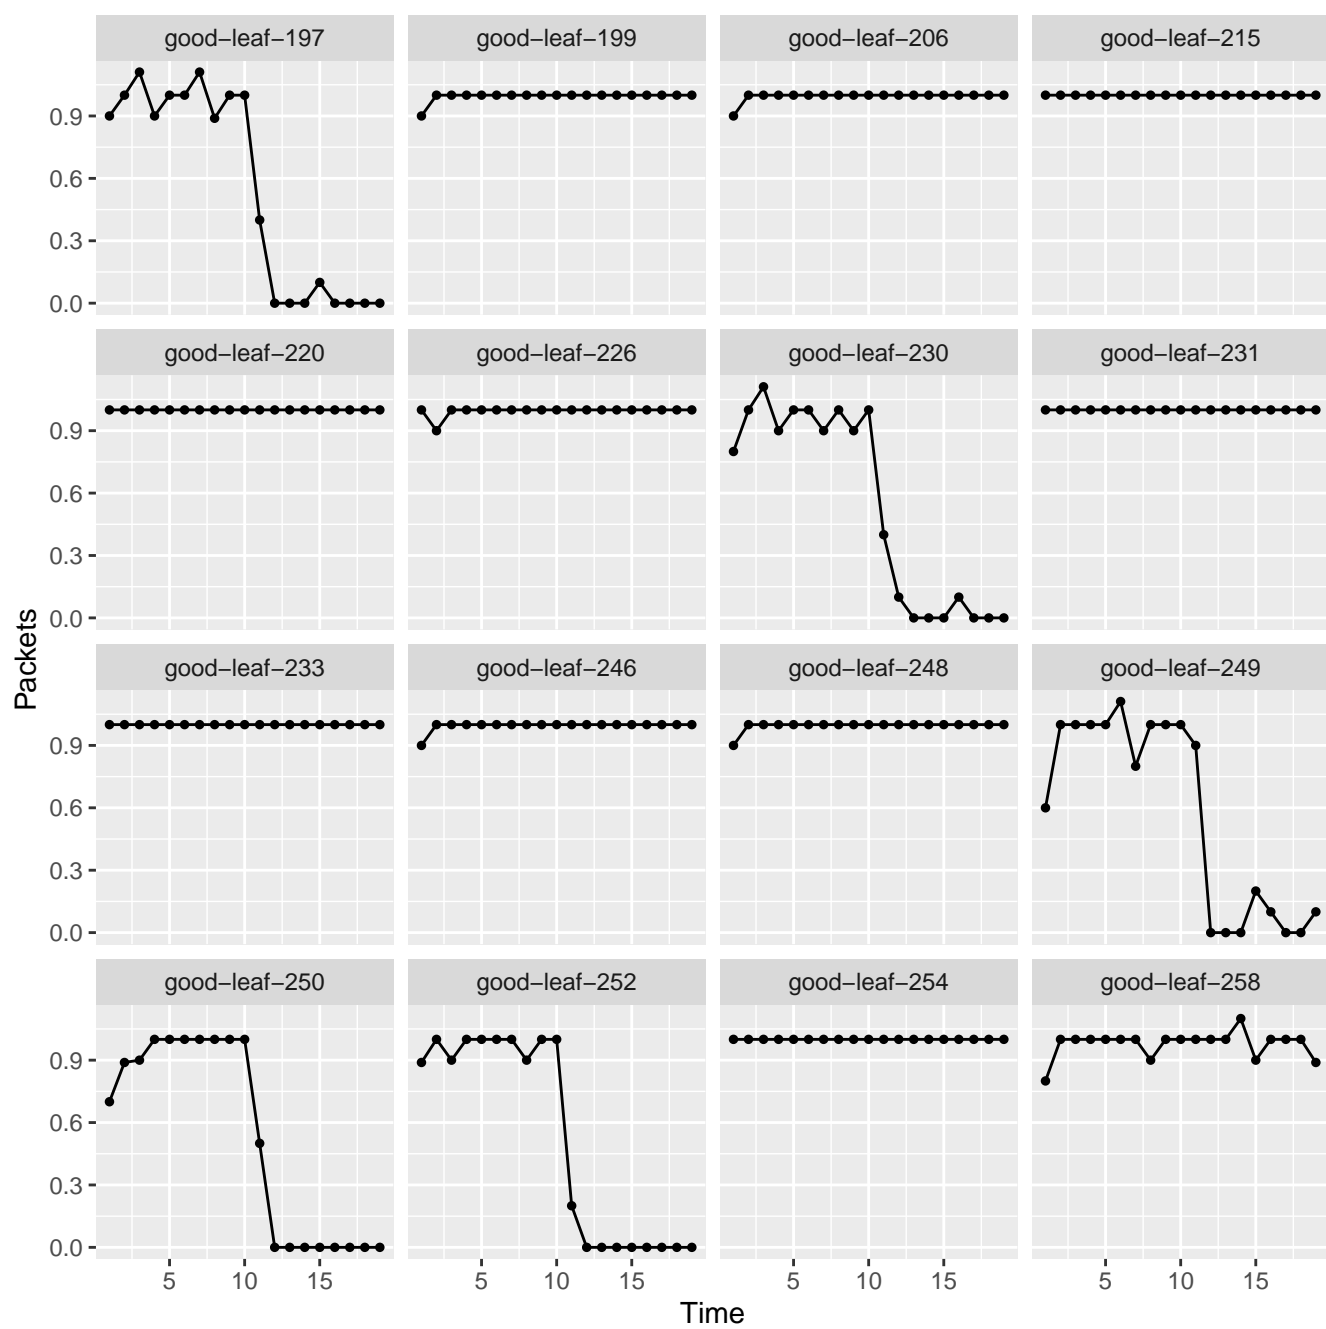 good−leaf−197 good−leaf−199 good−leaf−206 good−leaf−215
0.9
0.6
0.3
0.0
good−leaf−220 good−leaf−226 good−leaf−230 good−leaf−231
0.9
0.6
0.3
0.0
Packets
good−leaf−233 good−leaf−246 good−leaf−248 good−leaf−249
0.9
0.6
0.3
0.0
good−leaf−250 good−leaf−252 good−leaf−254 good−leaf−258
0.9
0.6
0.3
0.0
5 10 15 5 10 15 5 10 15 5 10 15
Time